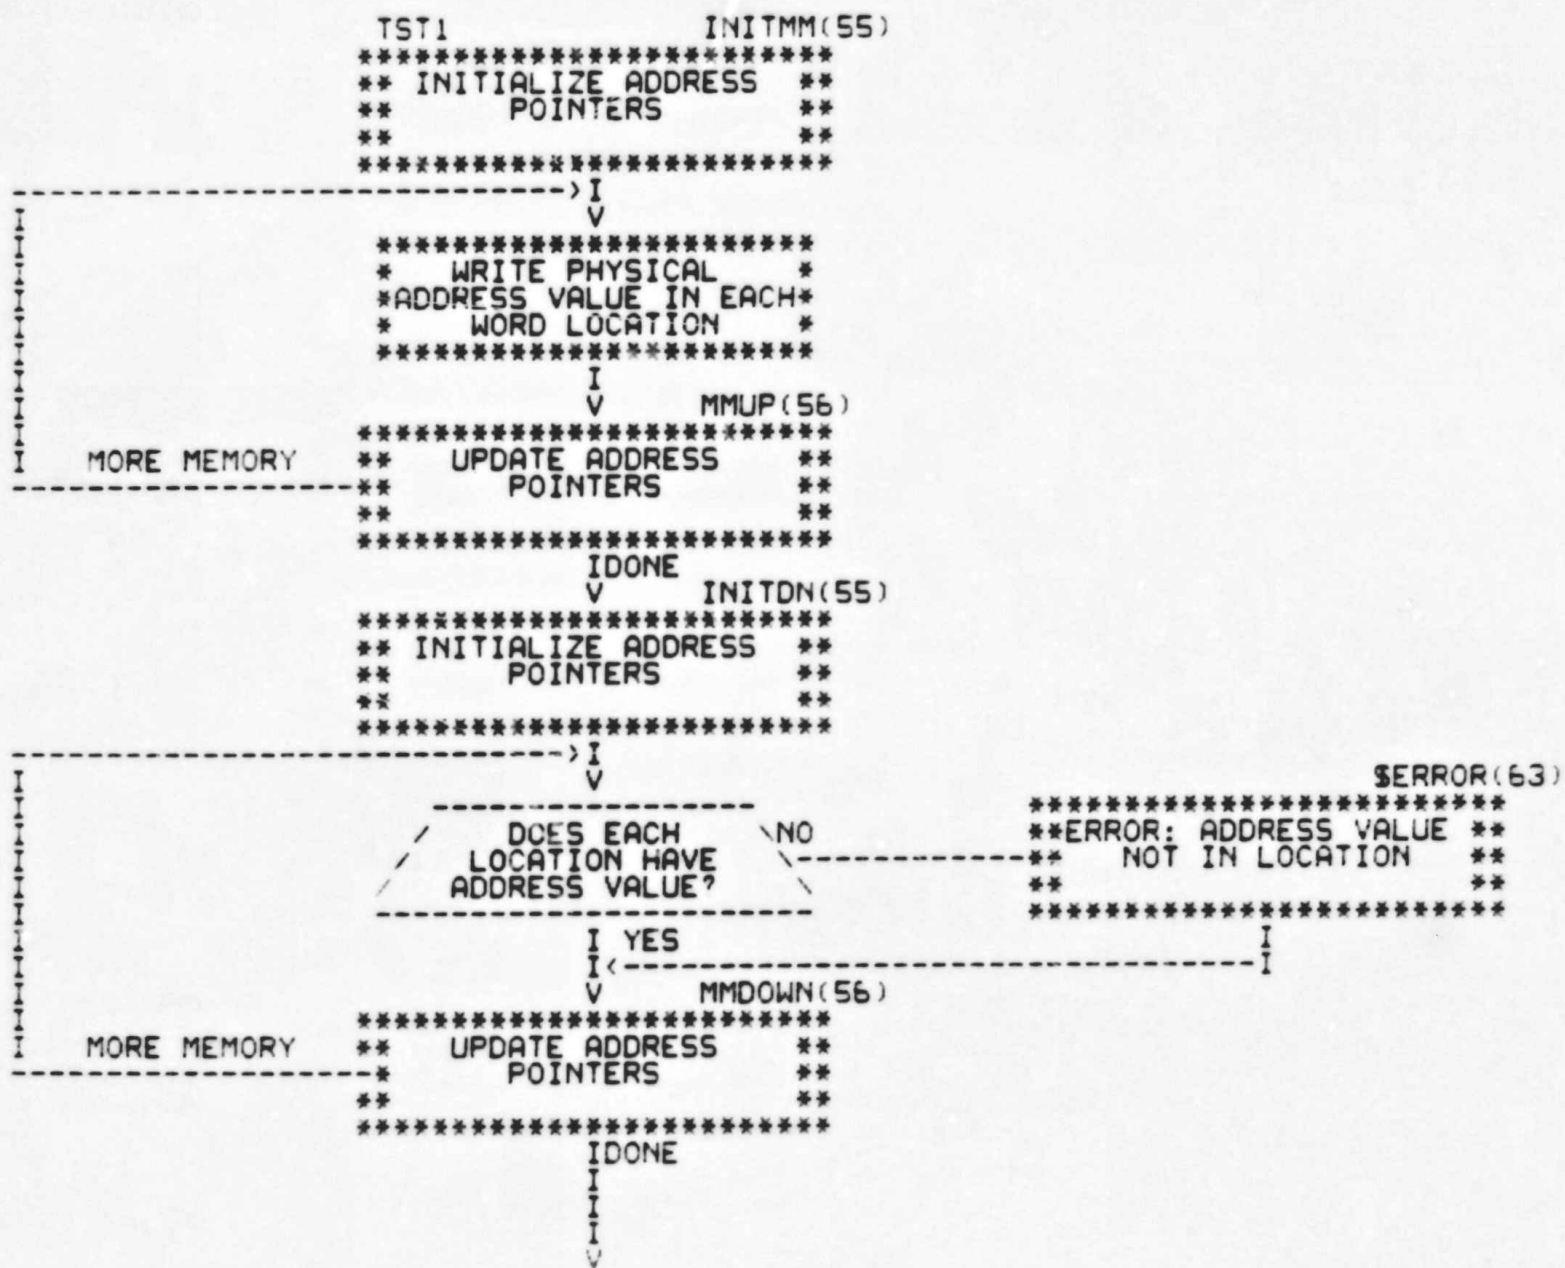 TST1 INITMM(55)
INITIALIZE ADDRESS
POINTERS
WRITE PHYSICAL
ADDRESS VALUE IN EACH
WORD LOCATION
MMUP(56)
MORE MEMORY UPDATE ADDRESS
POINTERS
DONE
INITDN(55)
INITIALIZE ADDRESS
POINTERS
$ERROR(63)
DOES EACH NO ERROR: ADDRESS VALUE
LOCATION HAVE NOT IN LOCATION
ADDRESS VALUE?
YES
MMDOWN(56)
MORE MEMORY UPDATE ADDRESS
POINTERS
DONE